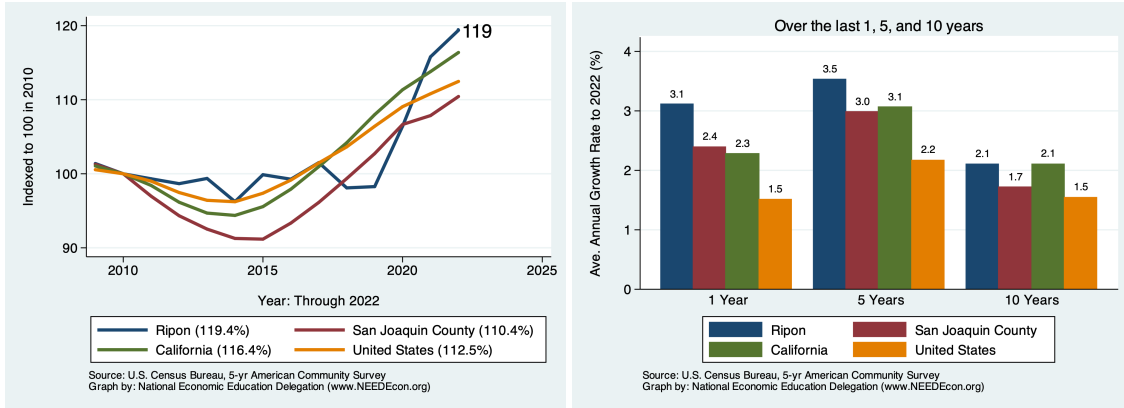 120
119
110
100
90
Indexed to 100 in 2010
2010
2015
2020
2025
Year: Through 2022
Ripon (119.4%)
San Joaquin County (110.4%)
California (116.4%)
United States (112.5%)
Source: U.S. Census Bureau, 5-yr American Community Survey
Graph by: National Economic Education Delegation (www.NEEDEcon.org)
Over the last 1, 5, and 10 years
Ave. Annual Growth Rate to 2022 (%)
4
3
2
1
0
3.1
2.4
2.3
1.5
3.5
3.0
3.1
2.2
2.1
1.7
2.1
1.5
1 Year
5 Years
10 Years
Ripon
San Joaquin County
California
United States
Source: U.S. Census Bureau, 5-yr American Community Survey
Graph by: National Economic Education Delegation (www.NEEDEcon.org)